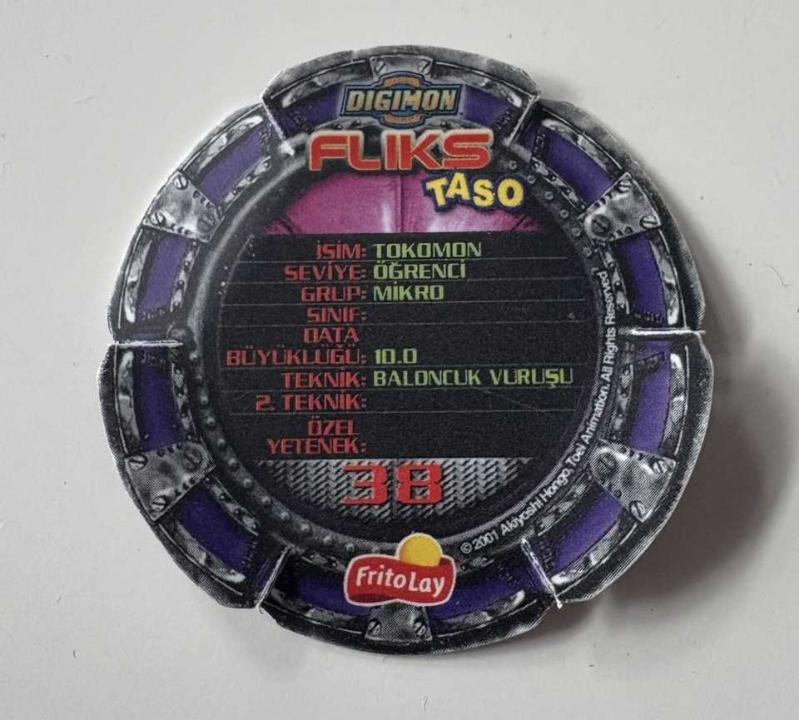 DIGIMON
FLIKS
TASO
İSİM: TOKOMON
SEVİYE: ÖĞRENCİ
GRUP: MİKRO
SINIF:
DATA
BÜYÜKLÜĞÜ: 10.0
TEKNİK: BALONCUK VURUŞU
2. TEKNİK:
ÖZEL
YETENEK:
38
© 2001 Akiyoshi Hongo, Toei Animation. All Rights Reserved
FritoLay